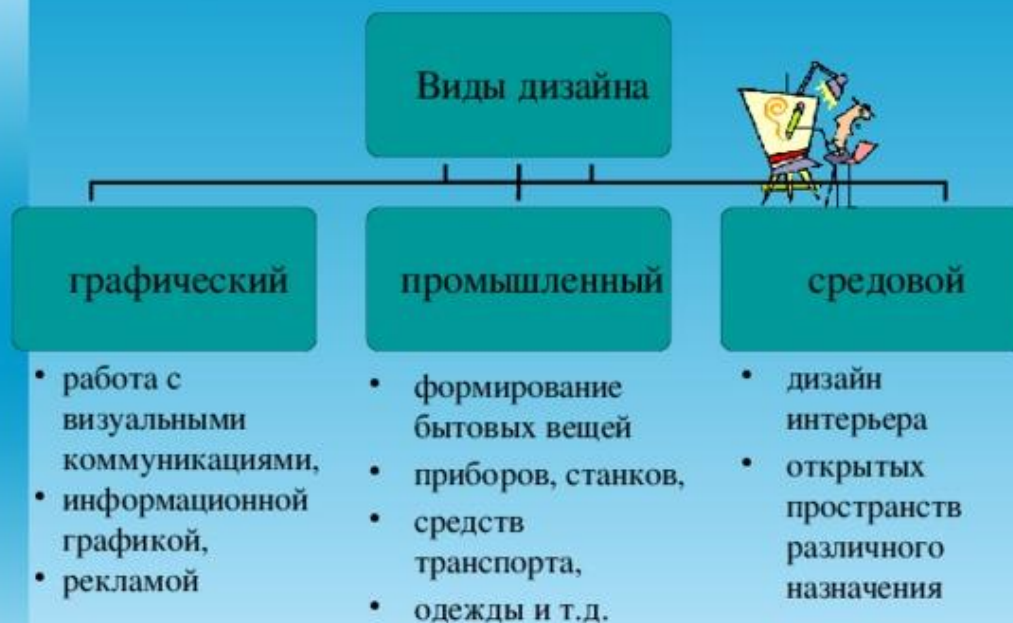 Виды дизайна
графический
промышленный
средовой
• работа с
визуальными
коммуникациями,
• информационной
графикой,
• рекламой
• формирование
бытовых вещей
• приборов, станков,
• средств
транспорта,
• одежды и т.д.
• дизайн
интерьера
• открытых
пространств
различного
назначения